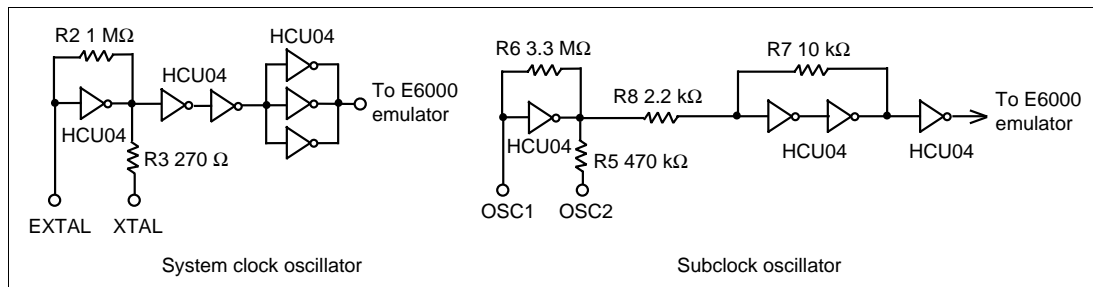 R2 1 MΩ
HCU04
HCU04
HCU04
To E6000
emulator
R3 270 Ω
EXTAL
XTAL
System clock oscillator
R6 3.3 MΩ
R7 10 kΩ
R8 2.2 kΩ
To E6000
emulator
HCU04
HCU04
HCU04
R5 470 kΩ
OSC1
OSC2
Subclock oscillator